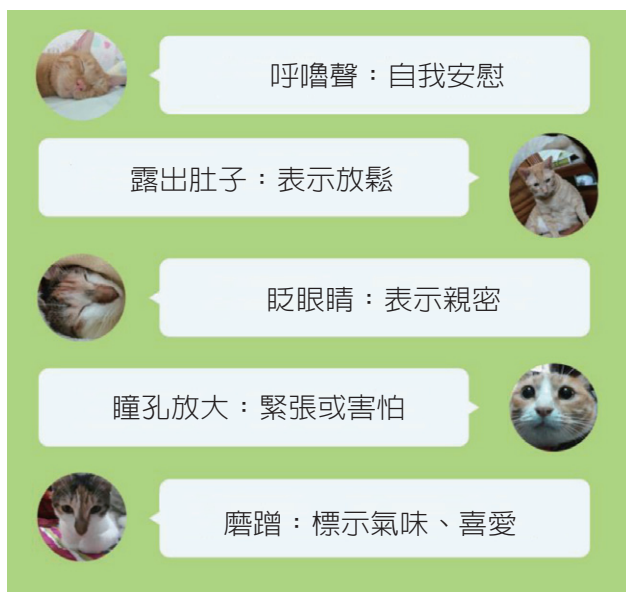 呼嚕聲：自我安慰
露出肚子：表示放鬆
眨眼睛：表示親密
瞳孔放大：緊張或害怕
磨蹭：標示氣味、喜愛